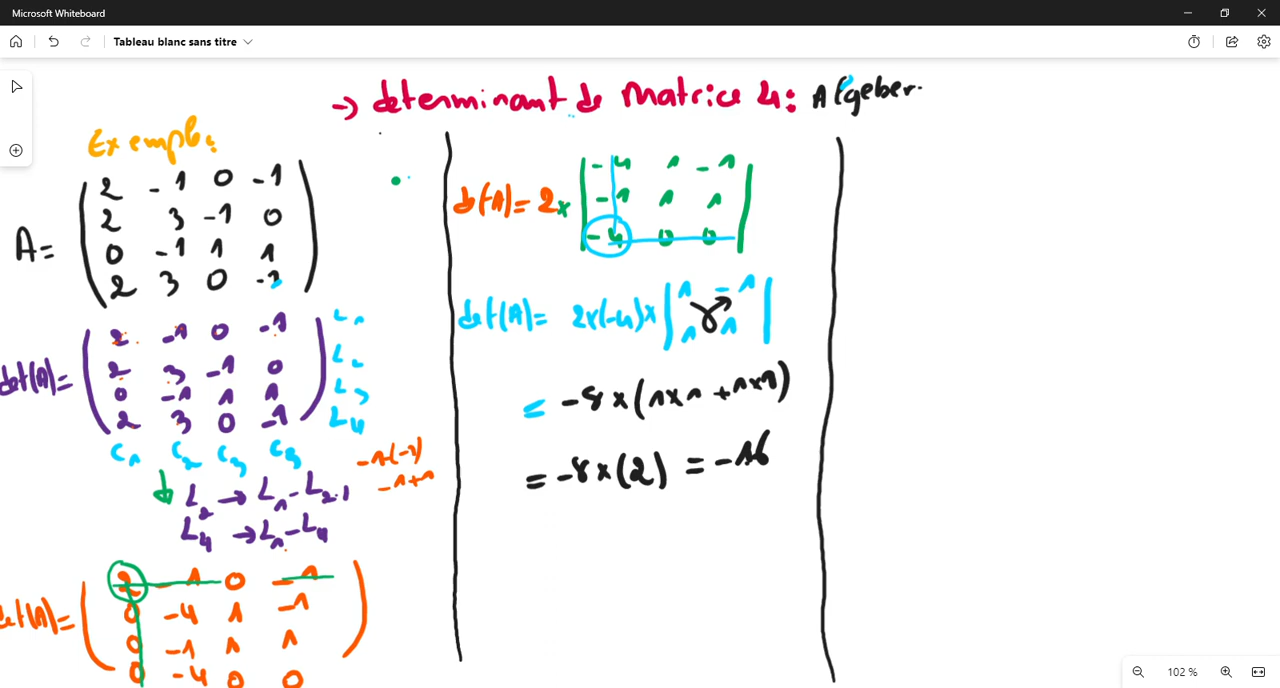 Microsoft Whiteboard
Tableau blanc sans titre
→ determinant de Matrice 4: Algeber.
Exemple:
A= ( 2 -1 0 -1
2 3 -1 0
0 -1 1 1
2 3 0 -1 )
det(A)= ( 2 -1 0 -1 L1
2 3 -1 0 L2
0 -1 1 1 L3
2 3 0 -1 ) L4
C1 C2 C3 C3
-1-(-1)
-1+1
↓ L2 → L1-L2
L4 → L1-L4
det(A)= ( 2 -1 0 -1
0 -4 1 -1
0 -1 1 1
0 -4 0 0 )
det(A)= 2x | -4 1 -1
-1 1 1
-4 0 0 |
det(A)= 2x(-4)x | 1 -1
1 1 |
= -8x(1x1+1x1)
= -8x(2) = -16
102 %